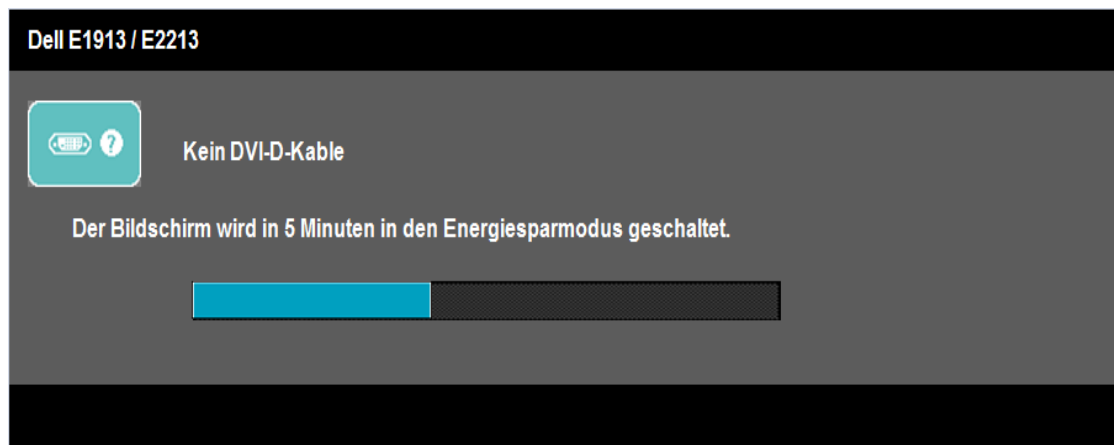 Dell E1913 / E2213
?
Kein DVI-D-Kable
Der Bildschirm wird in 5 Minuten in den Energiesparmodus geschaltet.